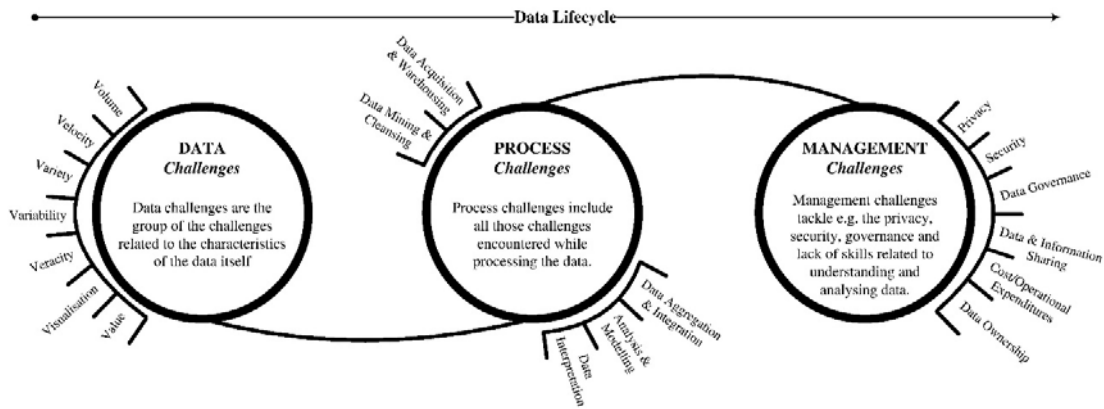 Data Lifecycle
Volume
Velocity
Variety
Variability
Veracity
Visualisation
Value
DATA
Challenges
Data challenges are the
group of the challenges
related to the characteristics
of the data itself
Data Acquisition
& Warehousing
Data Mining &
Cleansing
PROCESS
Challenges
Process challenges include
all those challenges
encountered while
processing the data.
Data Aggregation
& Integration
Analysis &
Modelling
Data
Interpretation
MANAGEMENT
Challenges
Management challenges
tackle e.g. the privacy,
security, governance and
lack of skills related to
understanding and
analysing data.
Privacy
Security
Data Governance
Data & Information
Sharing
Cost/Operational
Expenditures
Data Ownership